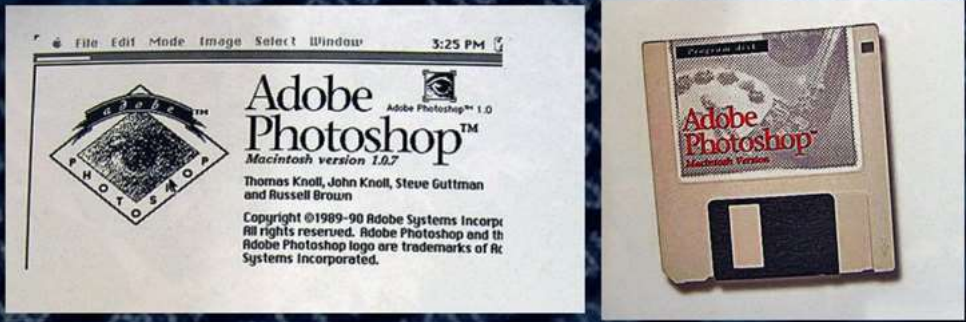 File Edit Mode Image Select Window 3:25 PM
adobe TM
PHOTOSHOP
Adobe
Photoshop™
Adobe Photoshop™ 1.0
Macintosh version 1.0.7
Thomas Knoll, John Knoll, Steve Guttman
and Russell Brown
Copyright ©1989-90 Adobe Systems Incorpo
All rights reserved. Adobe Photoshop and th
Adobe Photoshop logo are trademarks of Ad
Systems Incorporated.
Program disk
Adobe
Photoshop™
Macintosh Version